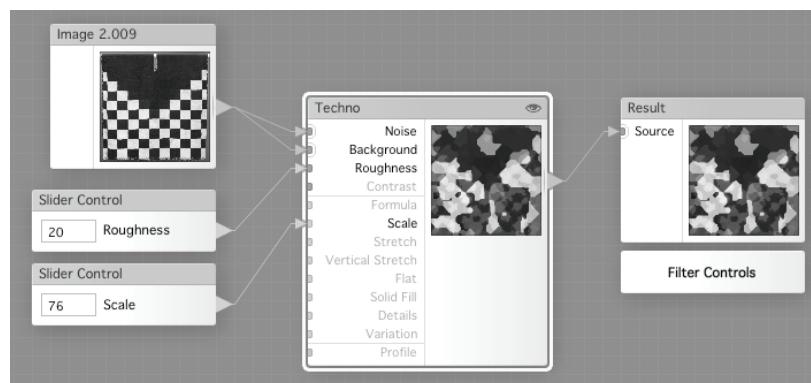 Image 2.009
Slider Control
20 Roughness
Slider Control
76 Scale
Techno
Noise
Background
Roughness
Contrast
Formula
Scale
Stretch
Vertical Stretch
Flat
Solid Fill
Details
Variation
Profile
Result
Source
Filter Controls